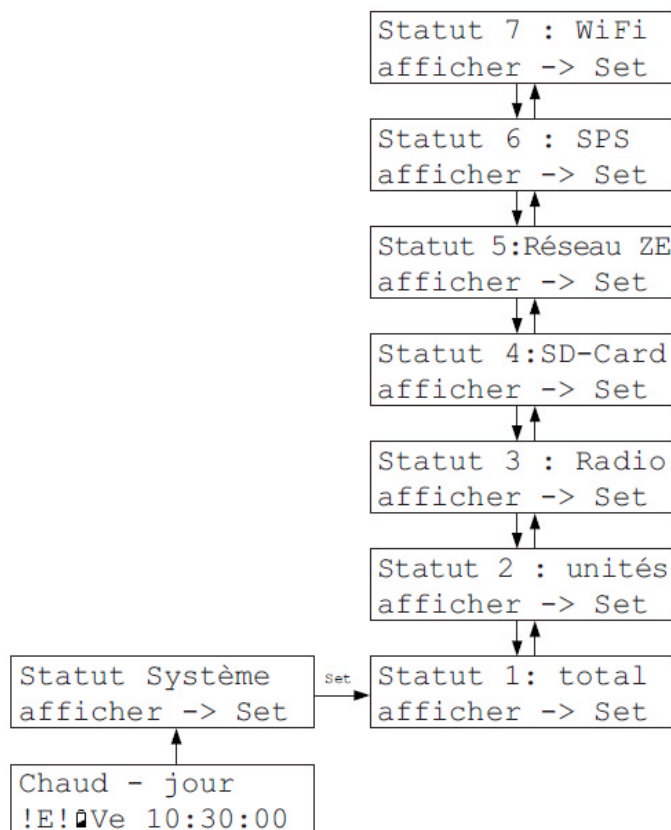 Statut 7 : WiFi
afficher -> Set
Statut 6 : SPS
afficher -> Set
Statut 5:Réseau ZE
afficher -> Set
Statut 4:SD-Card
afficher -> Set
Statut 3 : Radio
afficher -> Set
Statut 2 : unités
afficher -> Set
Statut Système
afficher -> Set
Set
Statut 1: total
afficher -> Set
Chaud - jour
!E! Ve 10:30:00